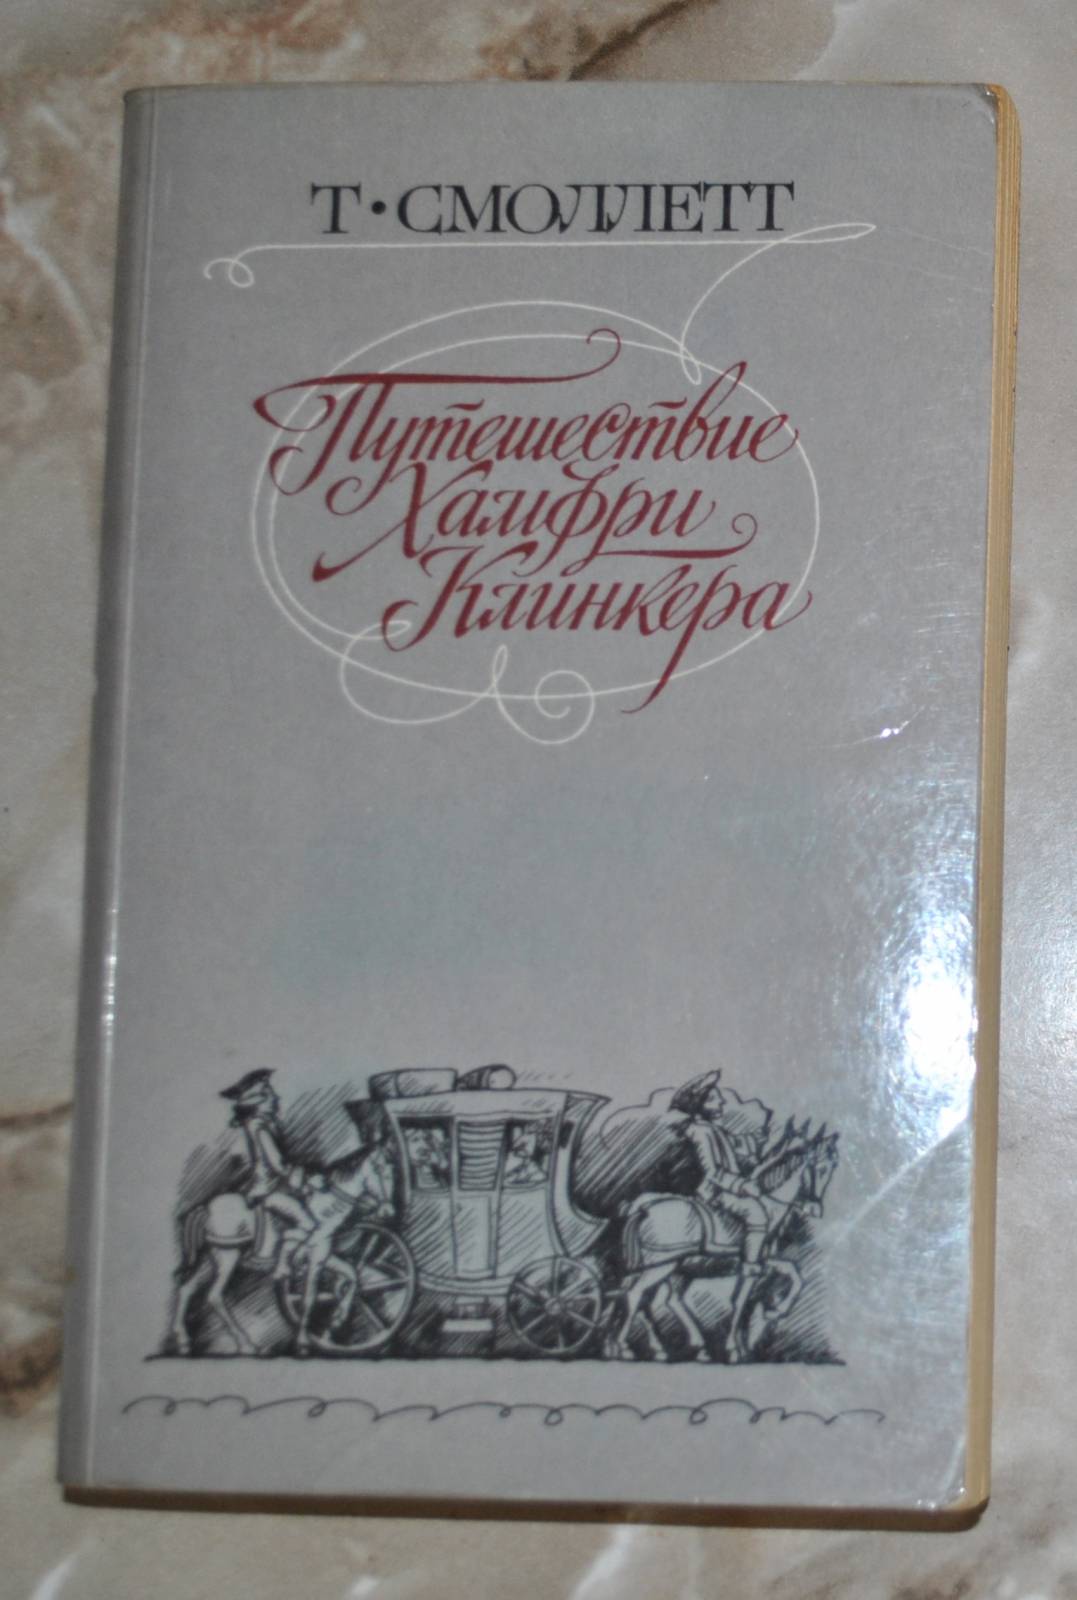 Т·СМОЛЛЕТТ
Путешествие
Хамфри
Клинкера